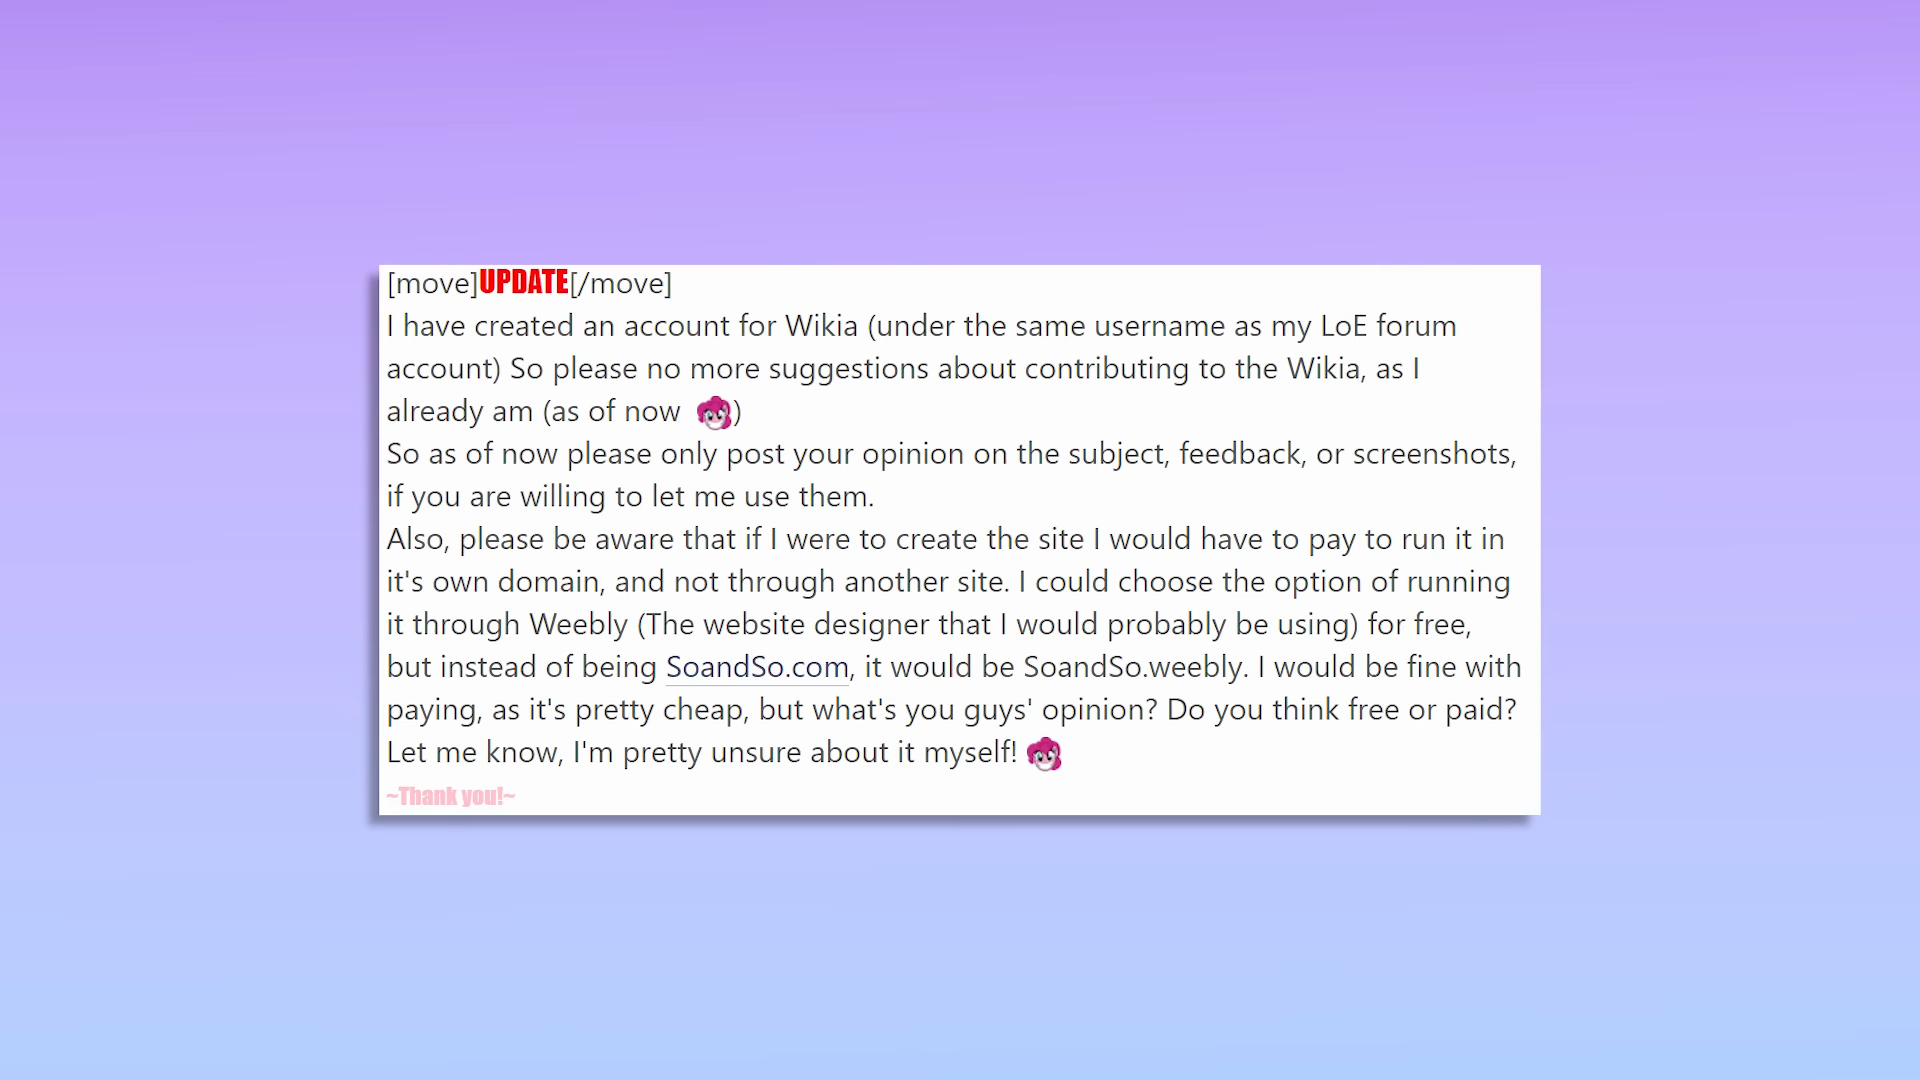 [move]UPDATE[/move]
I have created an account for Wikia (under the same username as my LoE forum
account) So please no more suggestions about contributing to the Wikia, as I
already am (as of now )
So as of now please only post your opinion on the subject, feedback, or screenshots,
if you are willing to let me use them.
Also, please be aware that if I were to create the site I would have to pay to run it in
it's own domain, and not through another site. I could choose the option of running
it through Weebly (The website designer that I would probably be using) for free,
but instead of being SoandSo.com, it would be SoandSo.weebly. I would be fine with
paying, as it's pretty cheap, but what's you guys' opinion? Do you think free or paid?
Let me know, I'm pretty unsure about it myself!
~Thank you!~